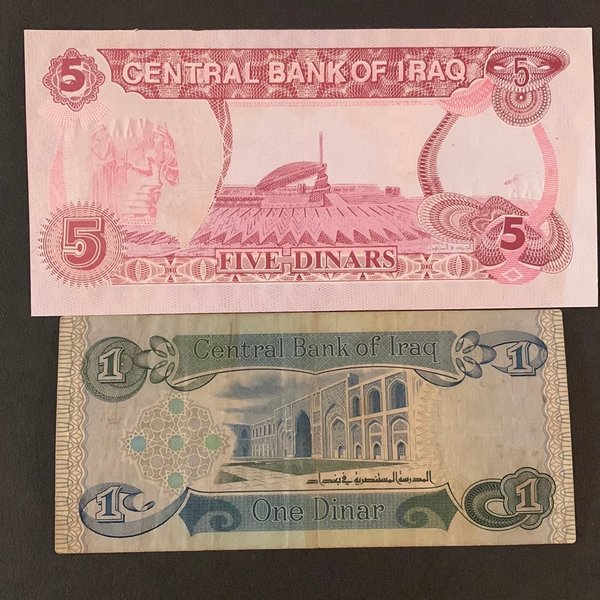 5 CENTRAL BANK OF IRAQ 5
5 5
FIVE DINARS
1 Central Bank of Iraq 1
المدرسة المستنصرية في بغداد
1 One Dinar 1